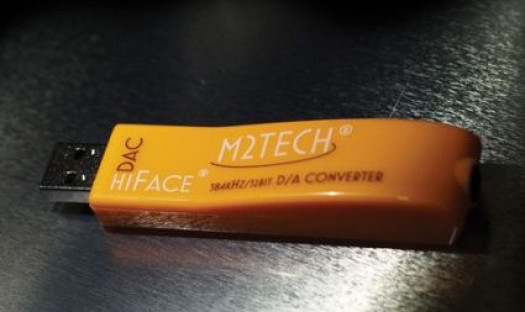 DAC
HIFACE ®
M2TECH ®
384KHZ/32BIT D/A CONVERTER